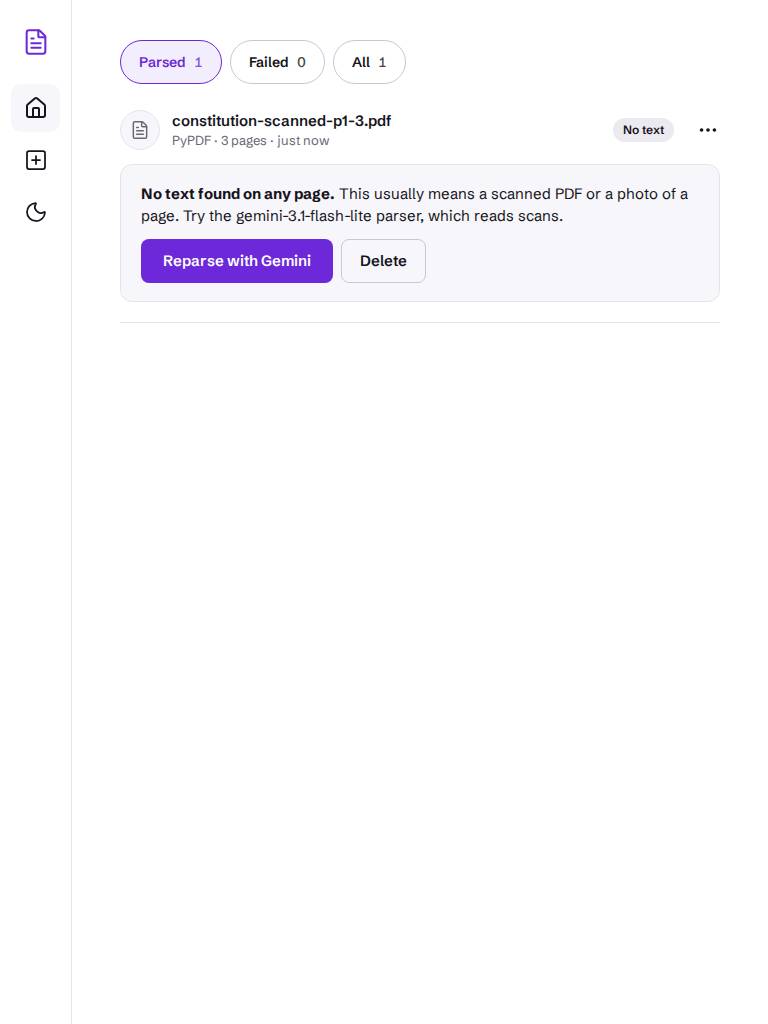 Parsed 1 Failed 0 All 1
constitution-scanned-p1-3.pdf
PyPDF · 3 pages · just now
No text
No text found on any page. This usually means a scanned PDF or a photo of a
page. Try the gemini-3.1-flash-lite parser, which reads scans.
Reparse with Gemini Delete